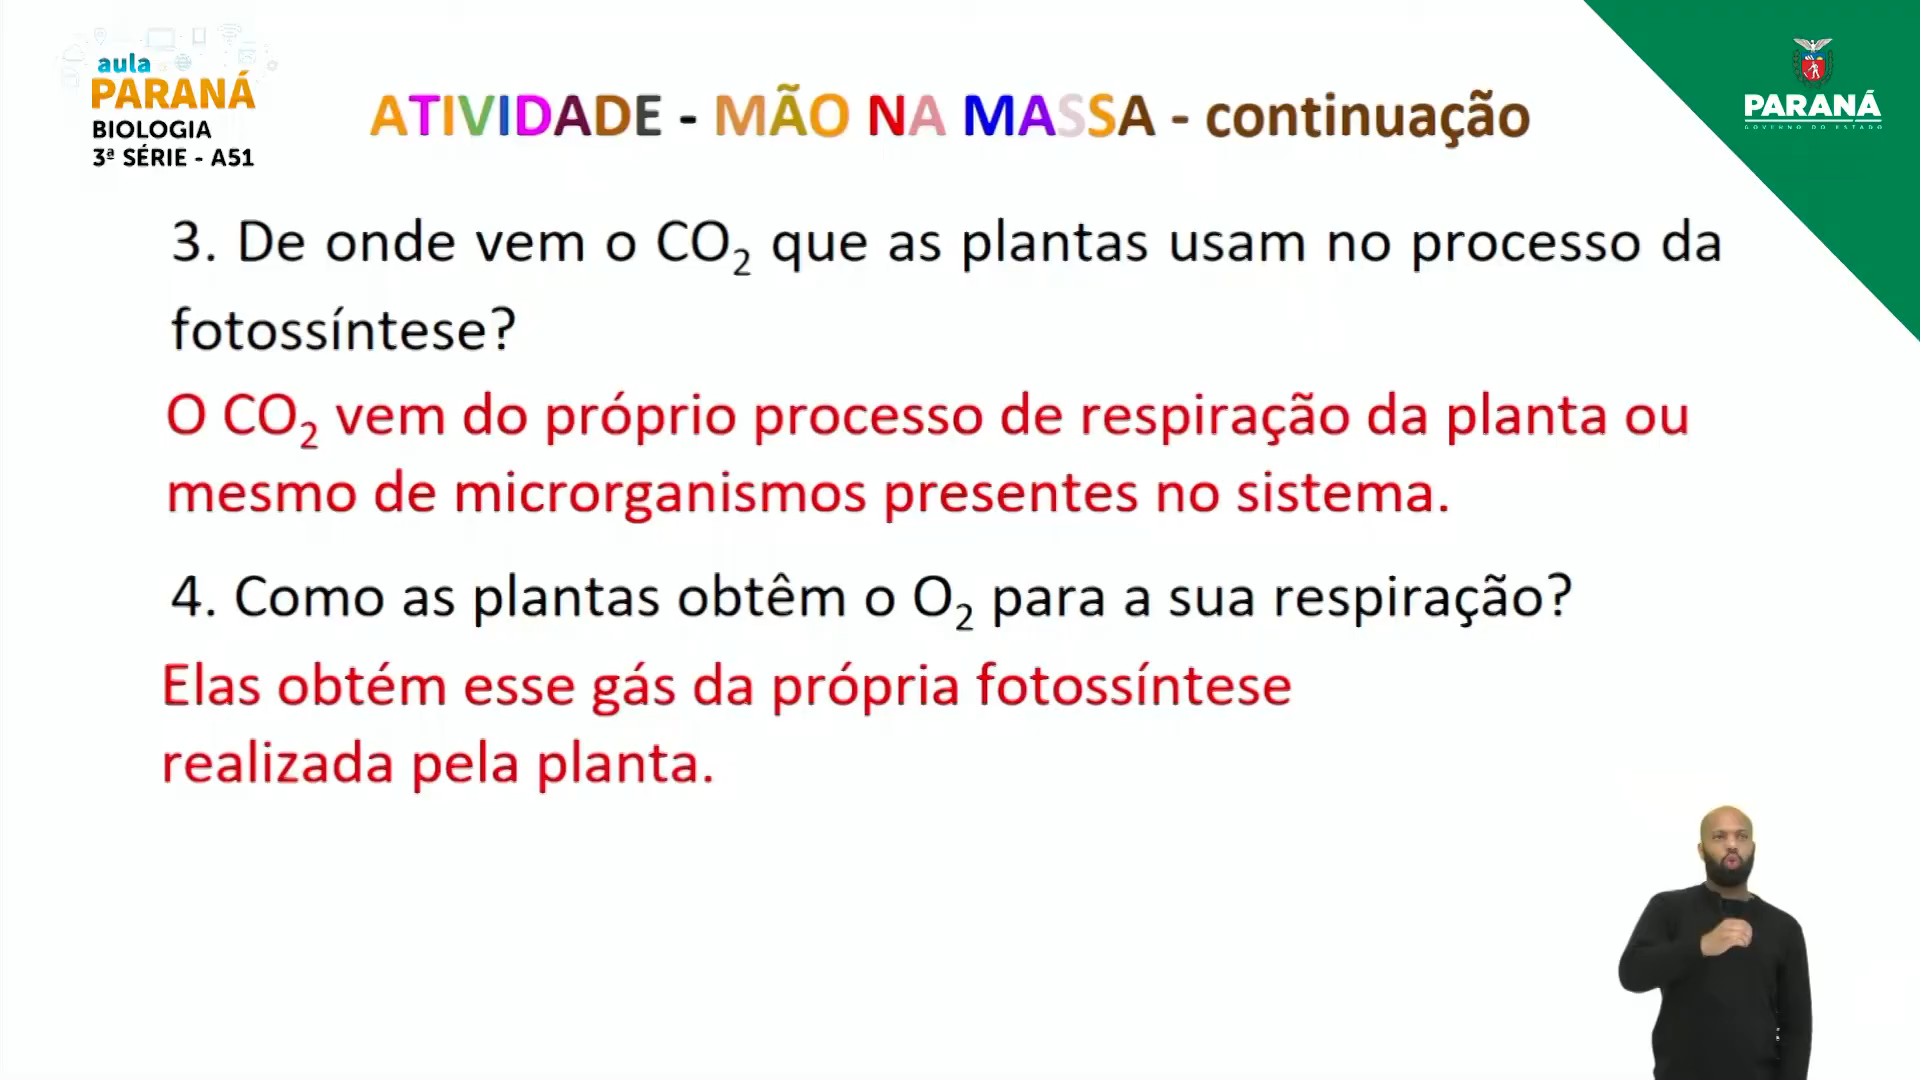 aula
PARANÁ
BIOLOGIA
3ª SÉRIE - A51
ATIVIDADE - MÃO NA MASSA - continuação
PARANÁ
GOVERNO DO ESTADO
3. De onde vem o CO₂ que as plantas usam no processo da
fotossíntese?
O CO₂ vem do próprio processo de respiração da planta ou
mesmo de microrganismos presentes no sistema.
4. Como as plantas obtêm o O₂ para a sua respiração?
Elas obtém esse gás da própria fotossíntese
realizada pela planta.